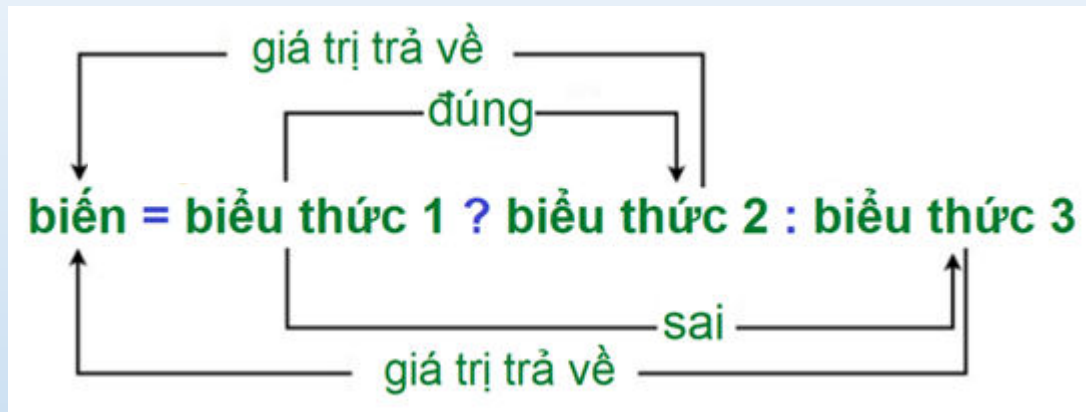 giá trị trả về
đúng
biến = biểu thức 1 ? biểu thức 2 : biểu thức 3
sai
giá trị trả về